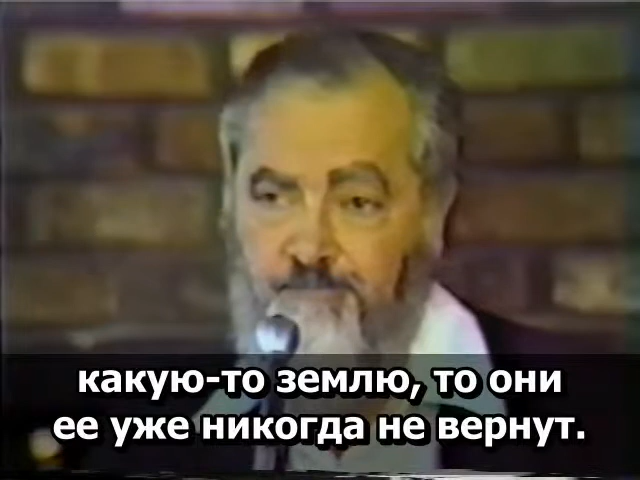 какую-то землю, то они
ее уже никогда не вернут.